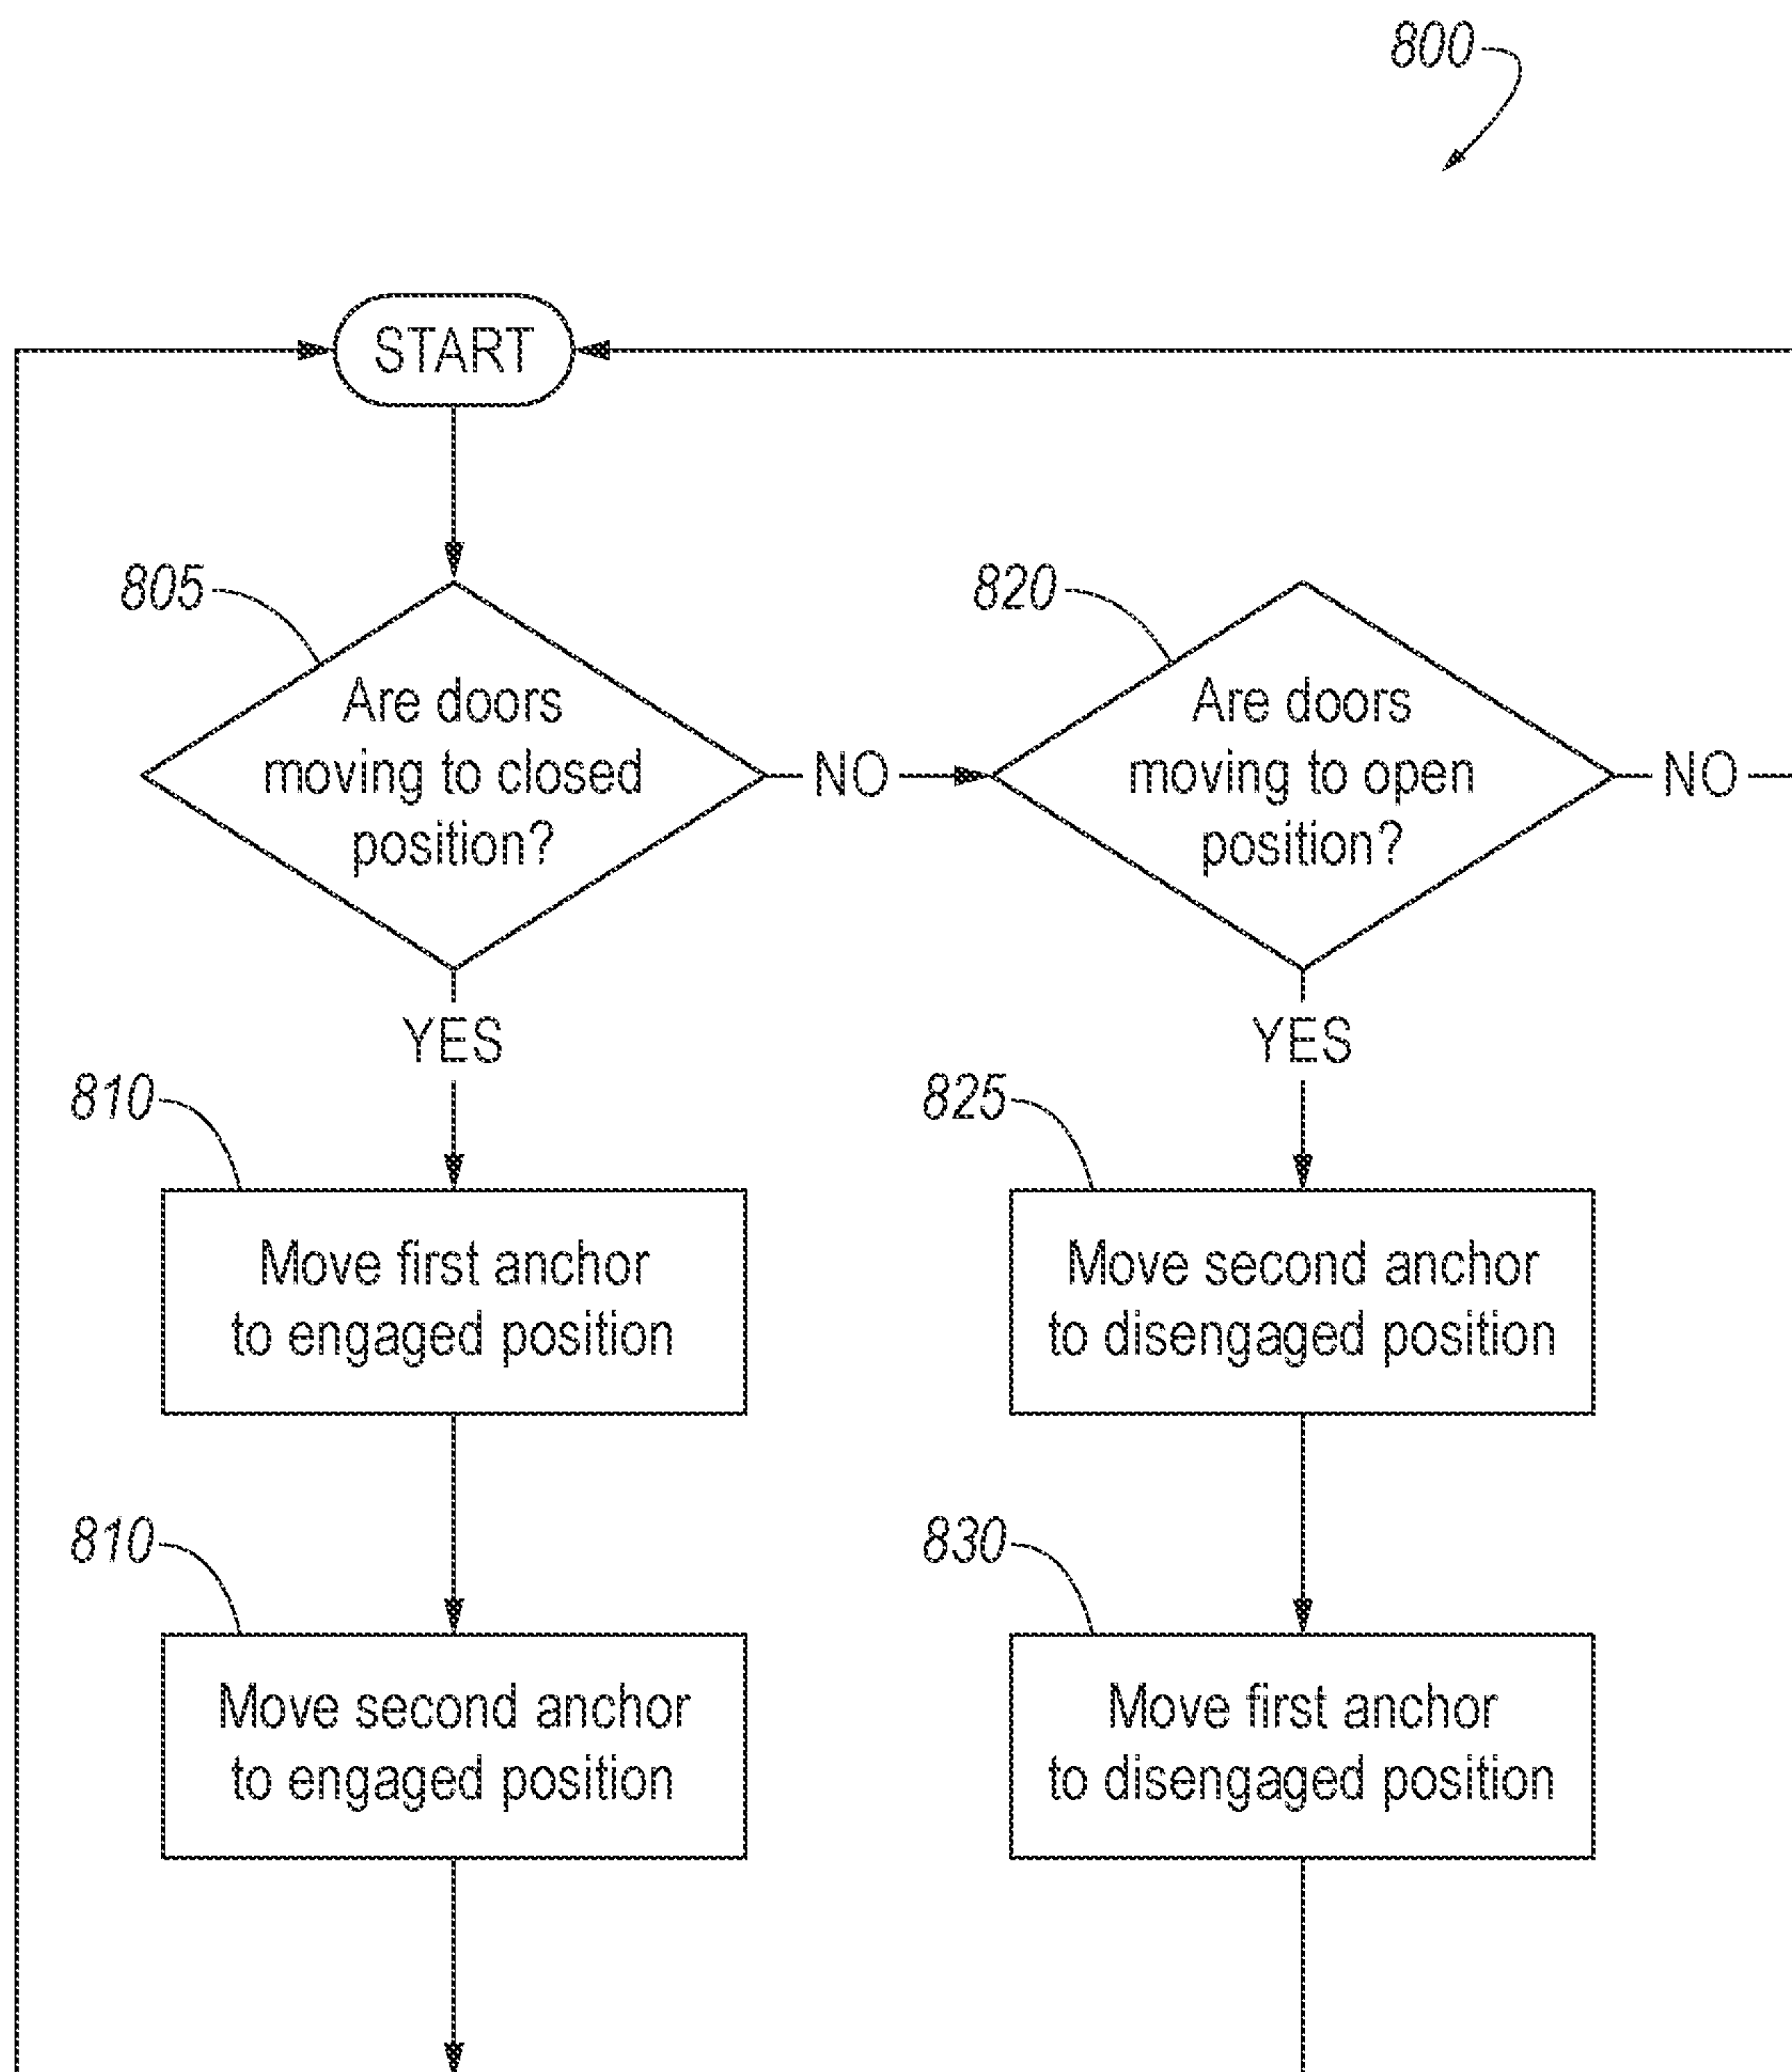 800
START
805
Are doors
moving to closed
position?
NO
820
Are doors
moving to open
position?
NO
YES
YES
810
Move first anchor
to engaged position
825
Move second anchor
to disengaged position
810
Move second anchor
to engaged position
830
Move first anchor
to disengaged position